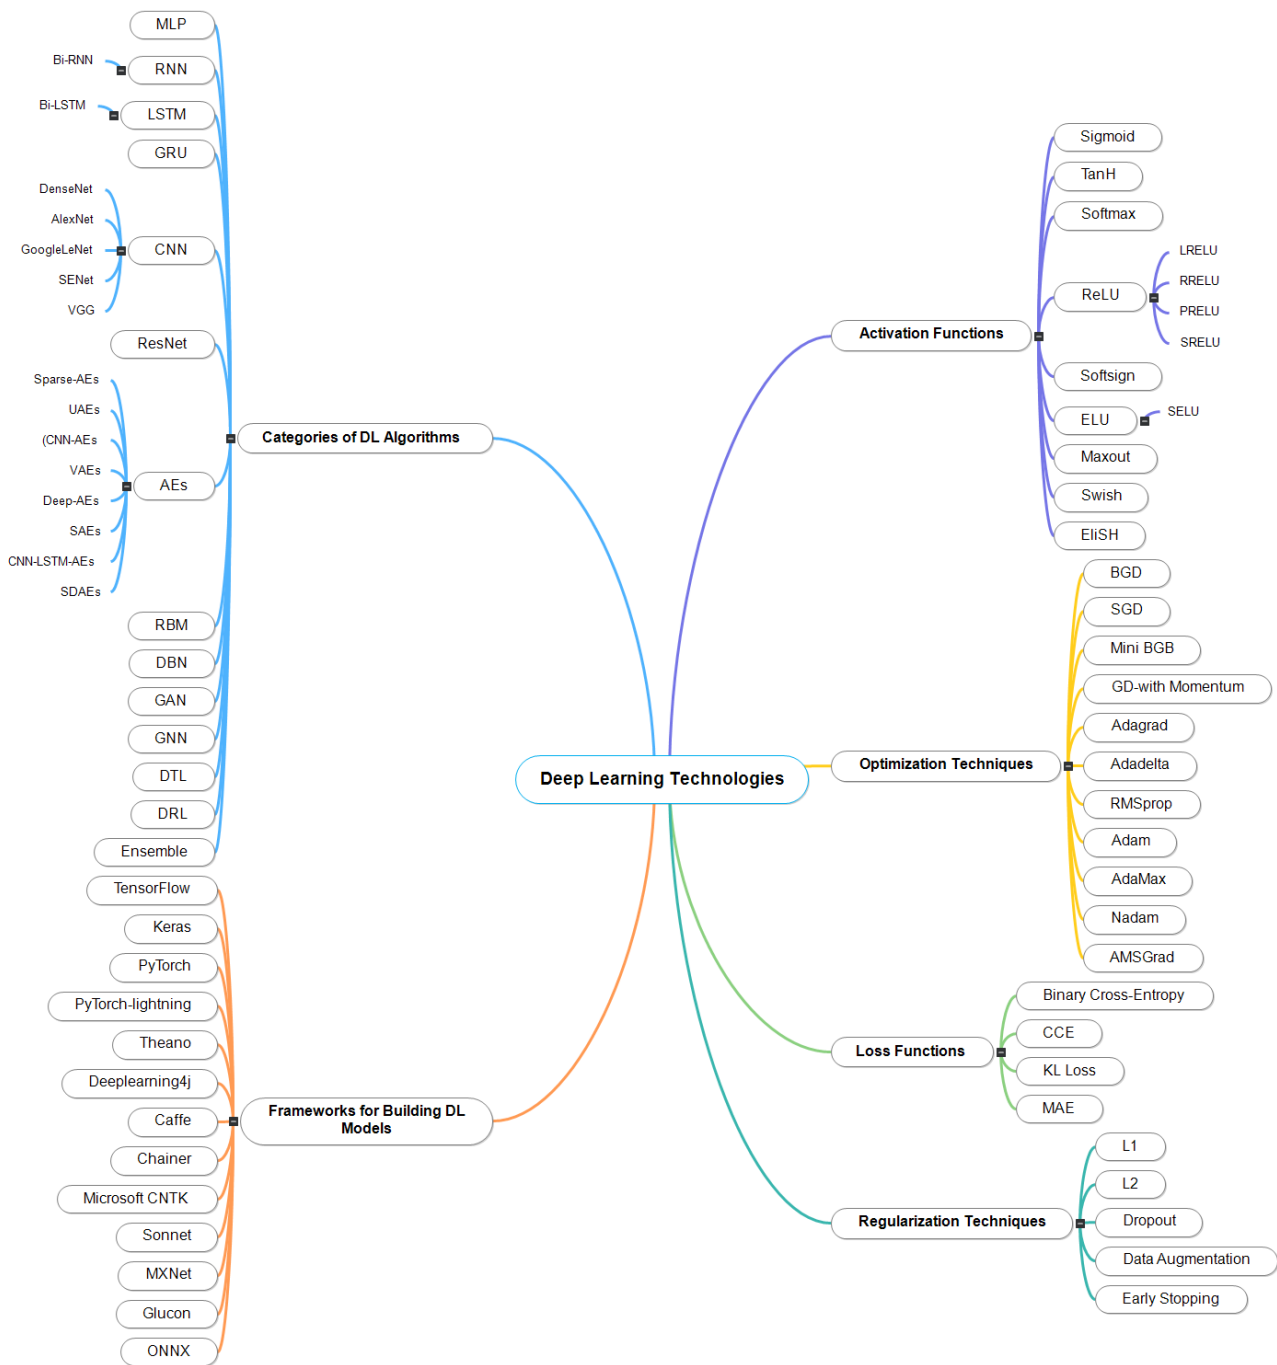 Deep Learning Technologies
Categories of DL Algorithms
MLP
RNN
Bi-RNN
LSTM
Bi-LSTM
GRU
CNN
DenseNet
AlexNet
GoogleLeNet
SENet
VGG
ResNet
AEs
Sparse-AEs
UAEs
(CNN-AEs
VAEs
Deep-AEs
SAEs
CNN-LSTM-AEs
SDAEs
RBM
DBN
GAN
GNN
DTL
DRL
Ensemble
Frameworks for Building DL
Models
TensorFlow
Keras
PyTorch
PyTorch-lightning
Theano
Deeplearning4j
Caffe
Chainer
Microsoft CNTK
Sonnet
MXNet
Glucon
ONNX
Activation Functions
Sigmoid
TanH
Softmax
ReLU
LRELU
RRELU
PRELU
SRELU
Softsign
ELU
SELU
Maxout
Swish
EliSH
Optimization Techniques
BGD
SGD
Mini BGB
GD-with Momentum
Adagrad
Adadelta
RMSprop
Adam
AdaMax
Nadam
AMSGrad
Loss Functions
Binary Cross-Entropy
CCE
KL Loss
MAE
Regularization Techniques
L1
L2
Dropout
Data Augmentation
Early Stopping